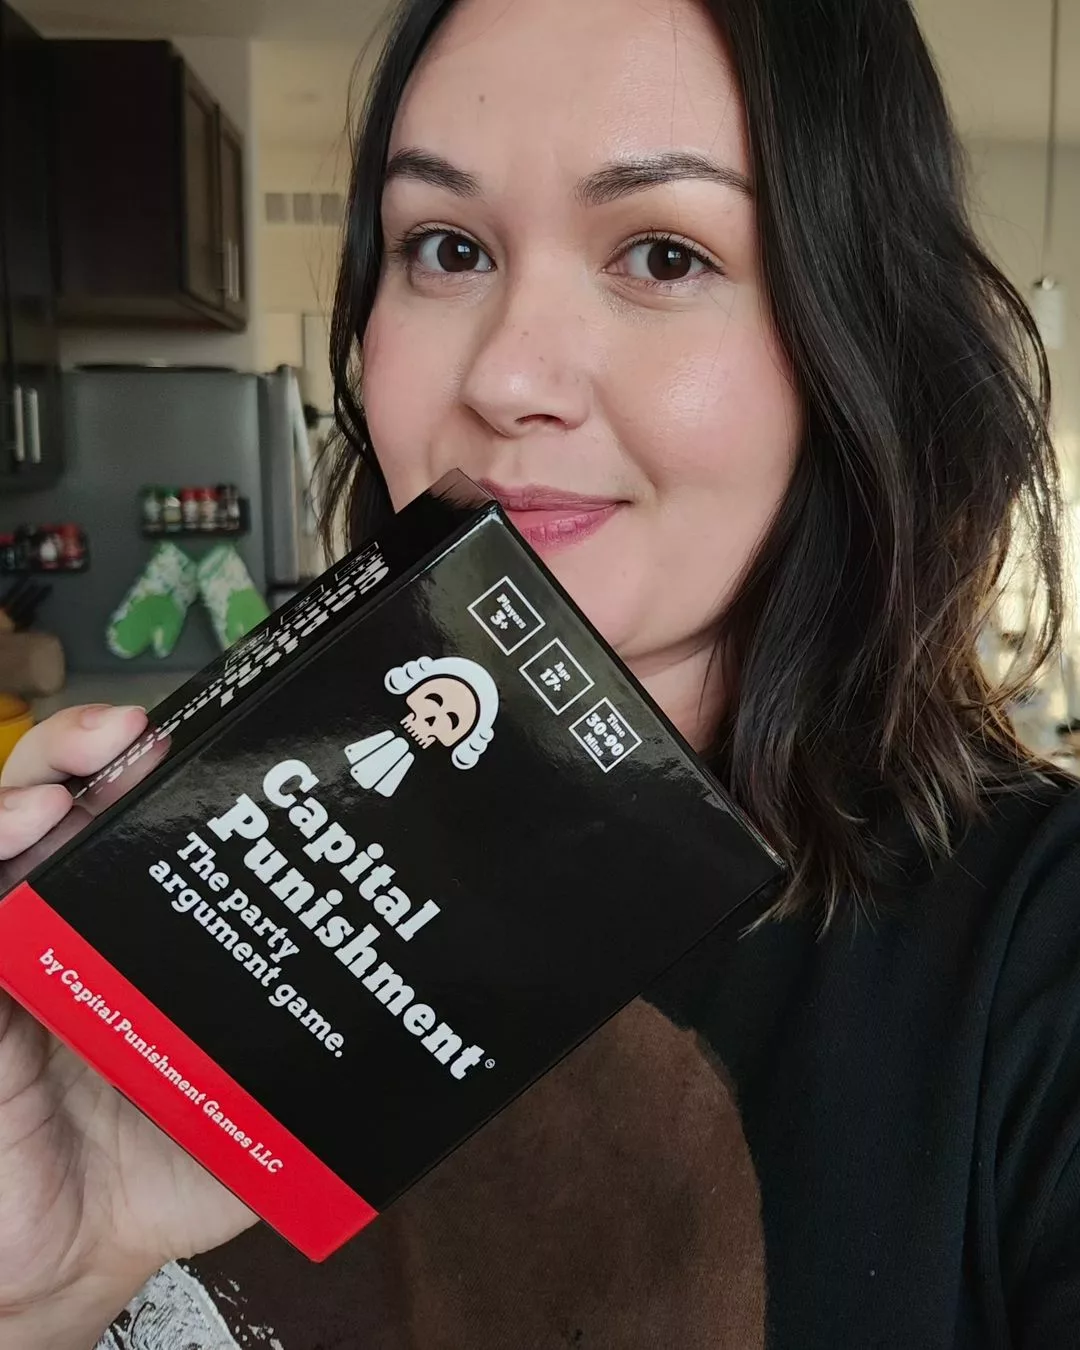 Players
3+
Age
17+
Time
30-90
Mins
Capital
Punishment®
The party
argument game.
by Capital Punishment Games LLC